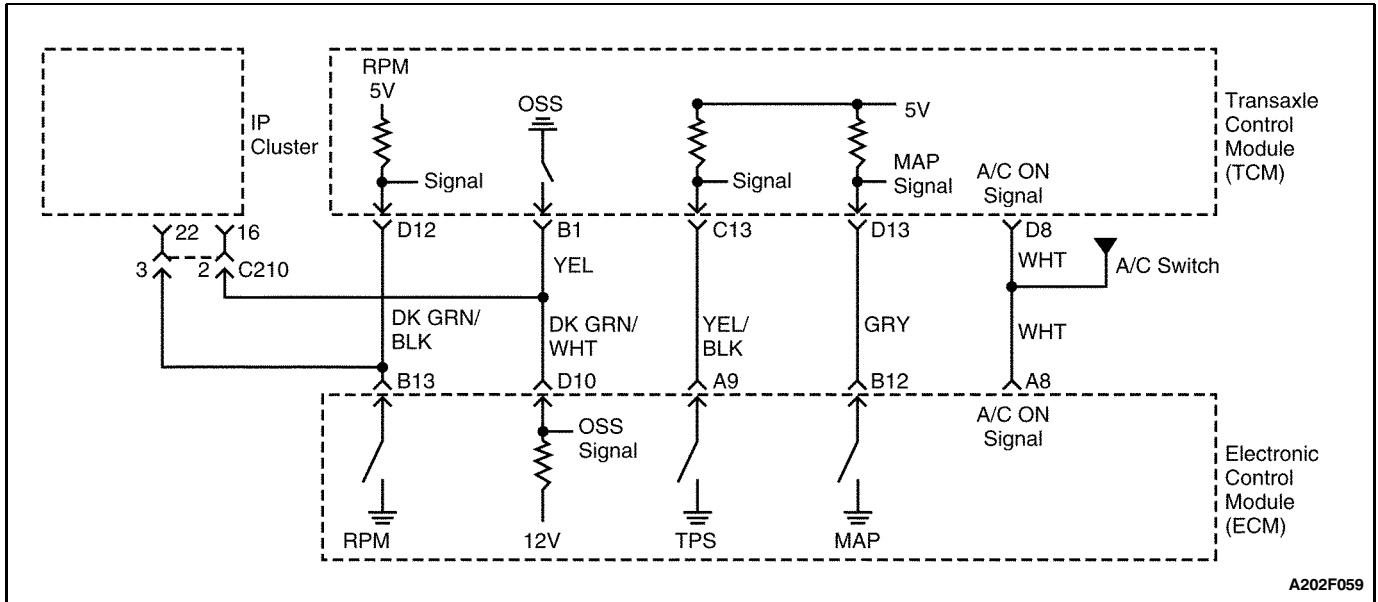 RPM
5V
OSS
5V
Signal
Signal
MAP
Signal
A/C ON
Signal
IP
Cluster
Transaxle
Control
Module
(TCM)
22
16
D12
B1
C13
D13
D8
3
2
C210
YEL
WHT
A/C Switch
DK GRN/
BLK
DK GRN/
WHT
YEL/
BLK
GRY
WHT
B13
D10
A9
B12
A8
OSS
Signal
A/C ON
Signal
Electronic
Control
Module
(ECM)
RPM
12V
TPS
MAP
A202F059